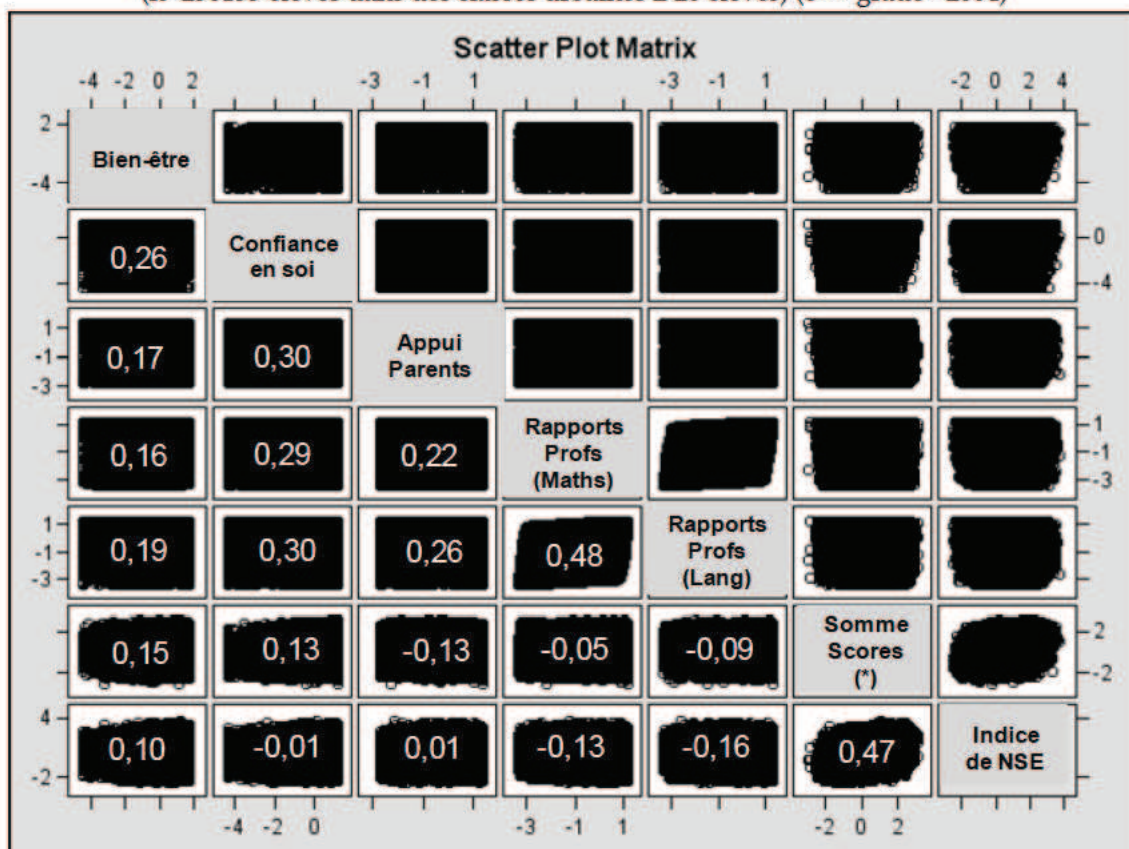 Scatter Plot Matrix
-4 -2 0 2 -3 -1 1 -3 -1 1 -2 0 2 4
2
Bien-être
-4
0,26
Confiance
en soi
0
-4
1
-1
-3
0,17
0,30
Appui
Parents
0,16
0,29
0,22
Rapports
Profs
(Maths)
1
-1
-3
1
-1
-3
0,19
0,30
0,26
0,48
Rapports
Profs
(Lang)
0,15
0,13
-0,13
-0,05
-0,09
Somme
Scores
(*)
2
-2
4
-2
0,10
-0,01
0,01
-0,13
-0,16
0,47
Indice
de NSE
-4 -2 0 -3 -1 1 -2 0 2